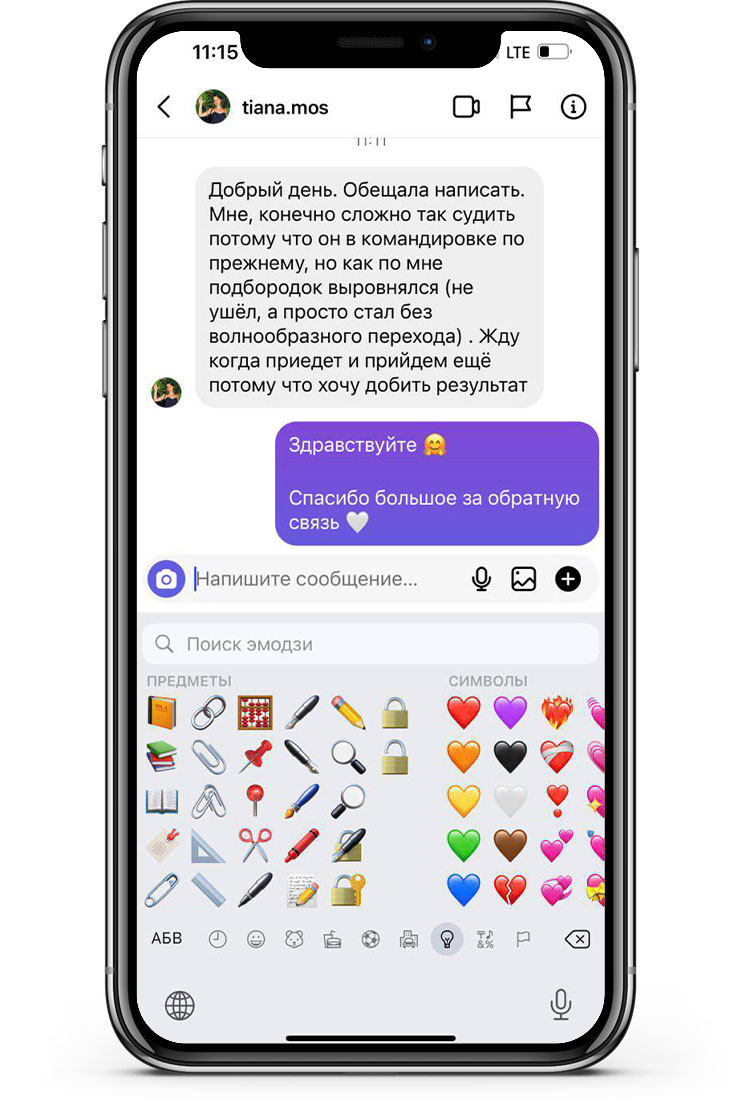 11:15
LTE
tiana.mos
11:11
Добрый день. Обещала написать.
Мне, конечно сложно так судить
потому что он в командировке по
прежнему, но как по мне
подбородок выровнялся (не
ушёл, а просто стал без
волнообразного перехода) . Жду
когда приедет и прийдем ещё
потому что хочу добить результат
Здравствуйте 🤗
Спасибо большое за обратную
связь 🤍
Напишите сообщение...
Поиск эмодзи
ПРЕДМЕТЫ
СИМВОЛЫ
АБВ